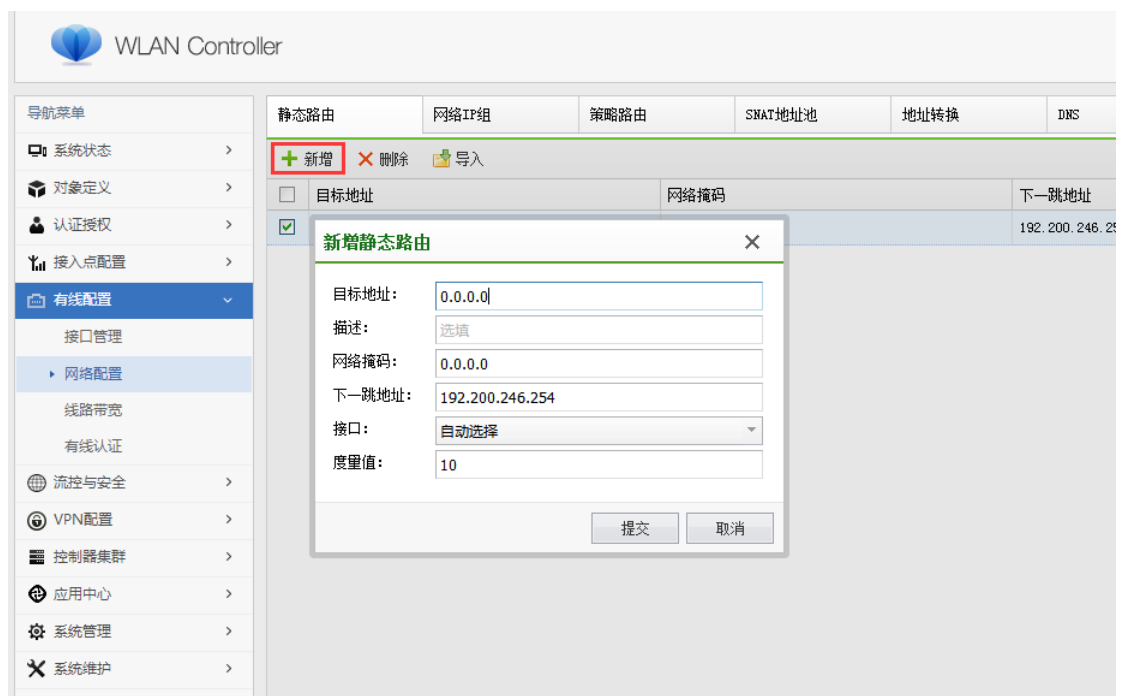 WLAN Controller
导航菜单
静态路由 网络IP组 策略路由 SNAT地址池 地址转换 DNS
系统状态
新增 删除 导入
对象定义
目标地址 网络掩码 下一跳地址
认证授权
192.200.246.25
新增静态路由
接入点配置
有线配置
目标地址: 0.0.0.0
描述: 选填
接口管理
网络掩码: 0.0.0.0
网络配置
下一跳地址: 192.200.246.254
线路带宽
接口: 自动选择
有线认证
度量值: 10
流控与安全
VPN配置
提交 取消
控制器集群
应用中心
系统管理
系统维护